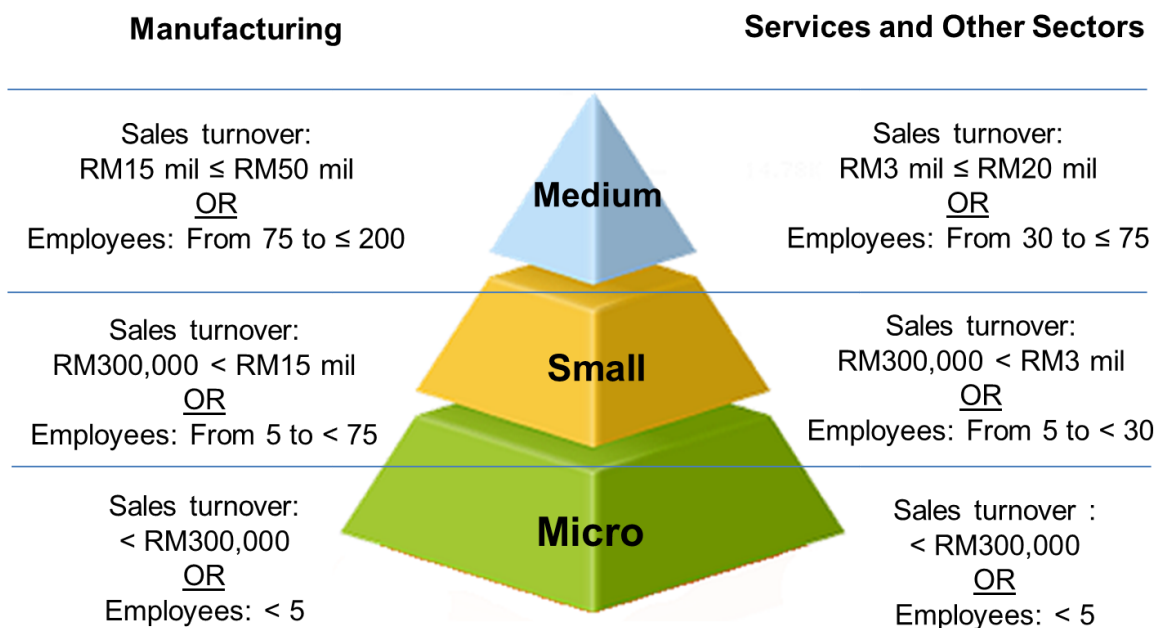 Manufacturing
Services and Other Sectors
Sales turnover:
RM15 mil ≤ RM50 mil
OR
Employees: From 75 to ≤ 200
Medium
Sales turnover:
RM3 mil ≤ RM20 mil
OR
Employees: From 30 to ≤ 75
Sales turnover:
RM300,000 < RM15 mil
OR
Employees: From 5 to < 75
Small
Sales turnover:
RM300,000 < RM3 mil
OR
Employees: From 5 to < 30
Sales turnover:
< RM300,000
OR
Employees: < 5
Micro
Sales turnover :
< RM300,000
OR
Employees: < 5